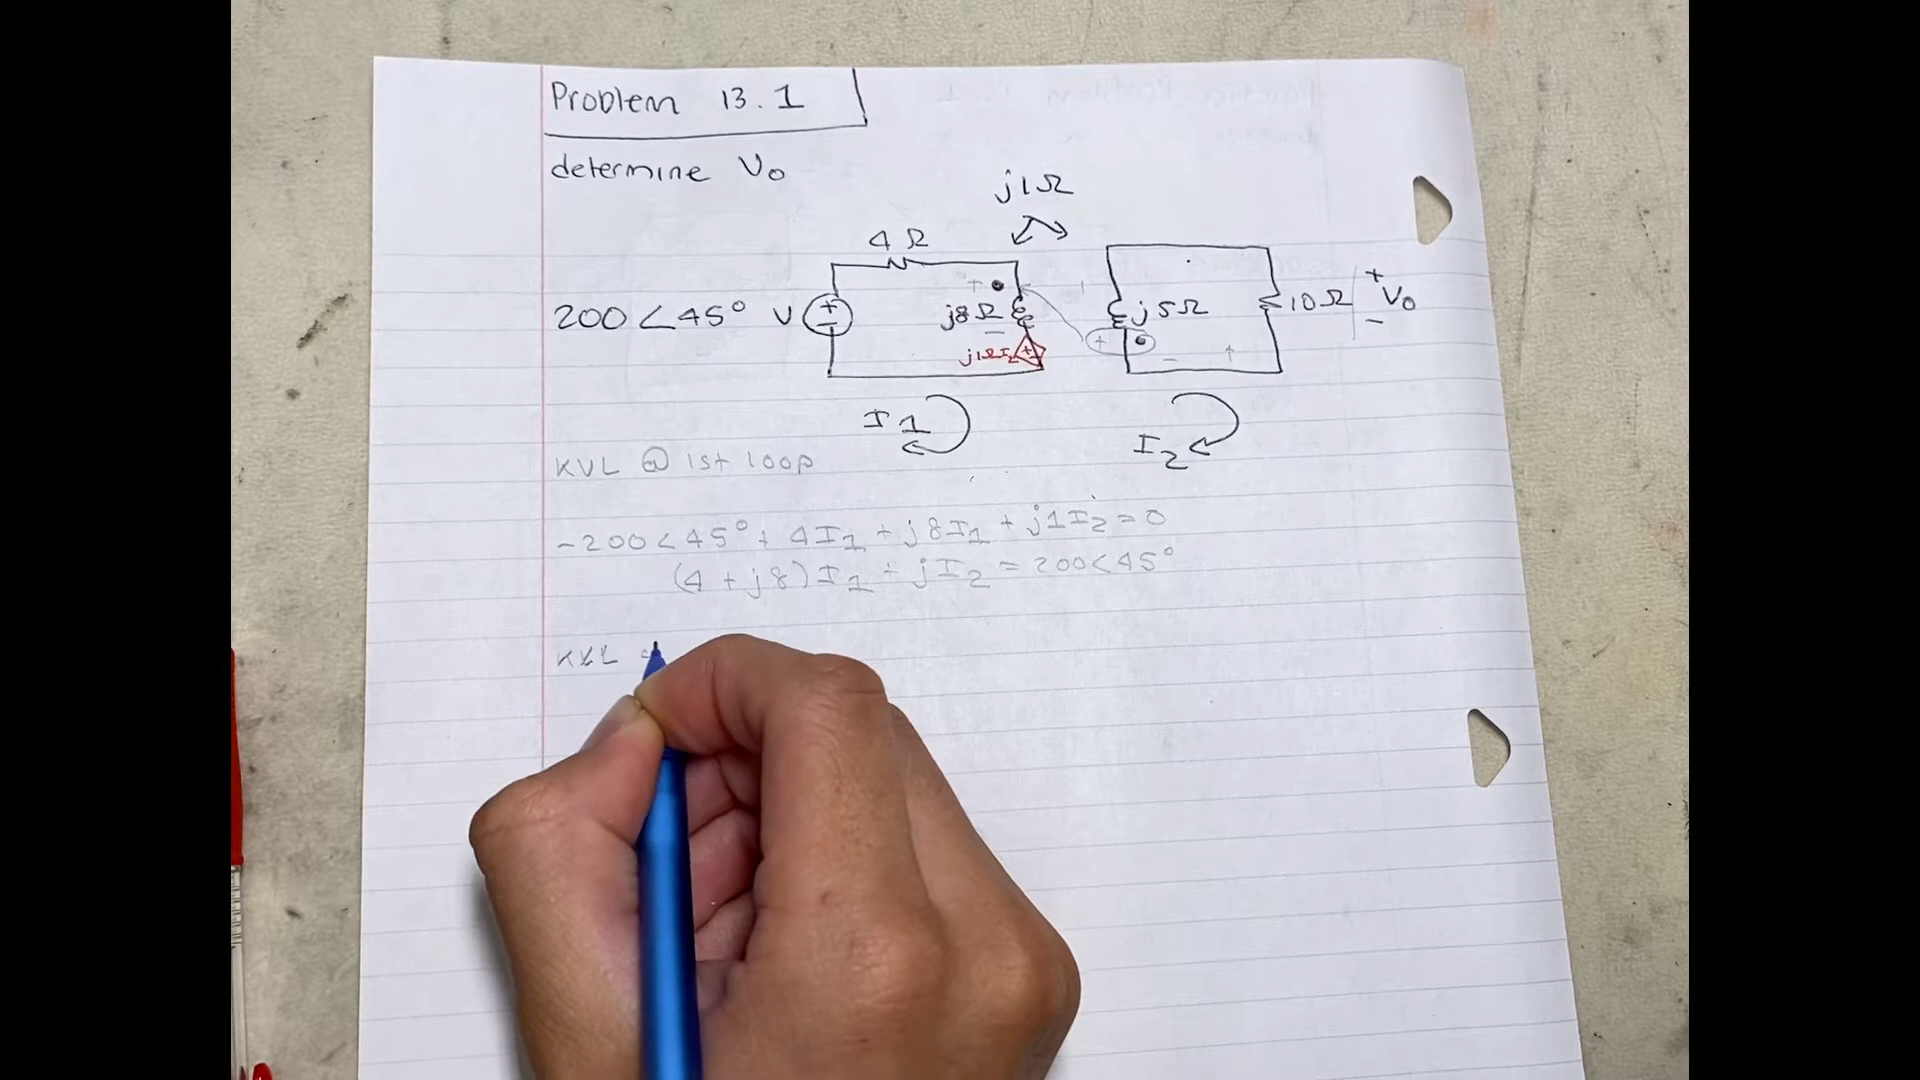 Problem 13.1
determine Vo
j1Ω
4Ω
200<45° V
+
−
+
j8Ω
−
j1ΩI2
+
−
+
j5Ω
−
+
10Ω
+
Vo
−
I1
I2
KVL @ 1st loop
-200<45° + 4I1 + j8I1 + j1I2 = 0
(4 + j8)I1 + jI2 = 200<45°
KVL